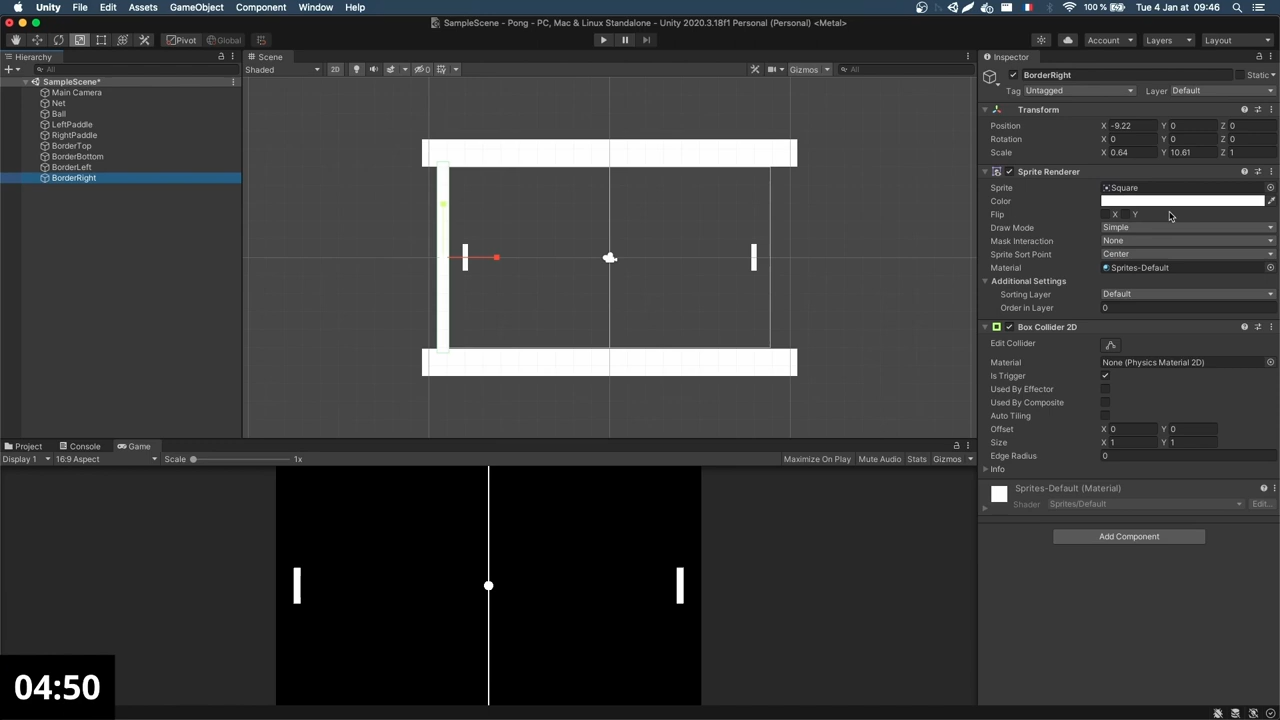 Unity File Edit Assets GameObject Component Window Help 100 % Tue 4 Jan at 09:46
SampleScene - Pong - PC, Mac & Linux Standalone - Unity 2020.3.18f1 Personal (Personal) <Metal>
Pivot Global Account Layers Layout
Hierarchy
All
SampleScene*
Main Camera
Net
Ball
LeftPaddle
RightPaddle
BorderTop
BorderBottom
BorderLeft
BorderRight
Scene
Shaded 2D 0 Gizmos All
Inspector
BorderRight Static
Tag Untagged Layer Default
Transform
Position X -9.22 Y 0 Z 0
Rotation X 0 Y 0 Z 0
Scale X 0.64 Y 10.61 Z 1
Sprite Renderer
Sprite Square
Color
Flip X Y
Draw Mode Simple
Mask Interaction None
Sprite Sort Point Center
Material Sprites-Default
Additional Settings
Sorting Layer Default
Order in Layer 0
Box Collider 2D
Edit Collider
Material None (Physics Material 2D)
Is Trigger
Used By Effector
Used By Composite
Auto Tiling
Offset X 0 Y 0
Size X 1 Y 1
Edge Radius 0
Info
Sprites-Default (Material)
Shader Sprites/Default Edit...
Add Component
Project Console Game
Display 1 16:9 Aspect Scale 1x Maximize On Play Mute Audio Stats Gizmos
04:50